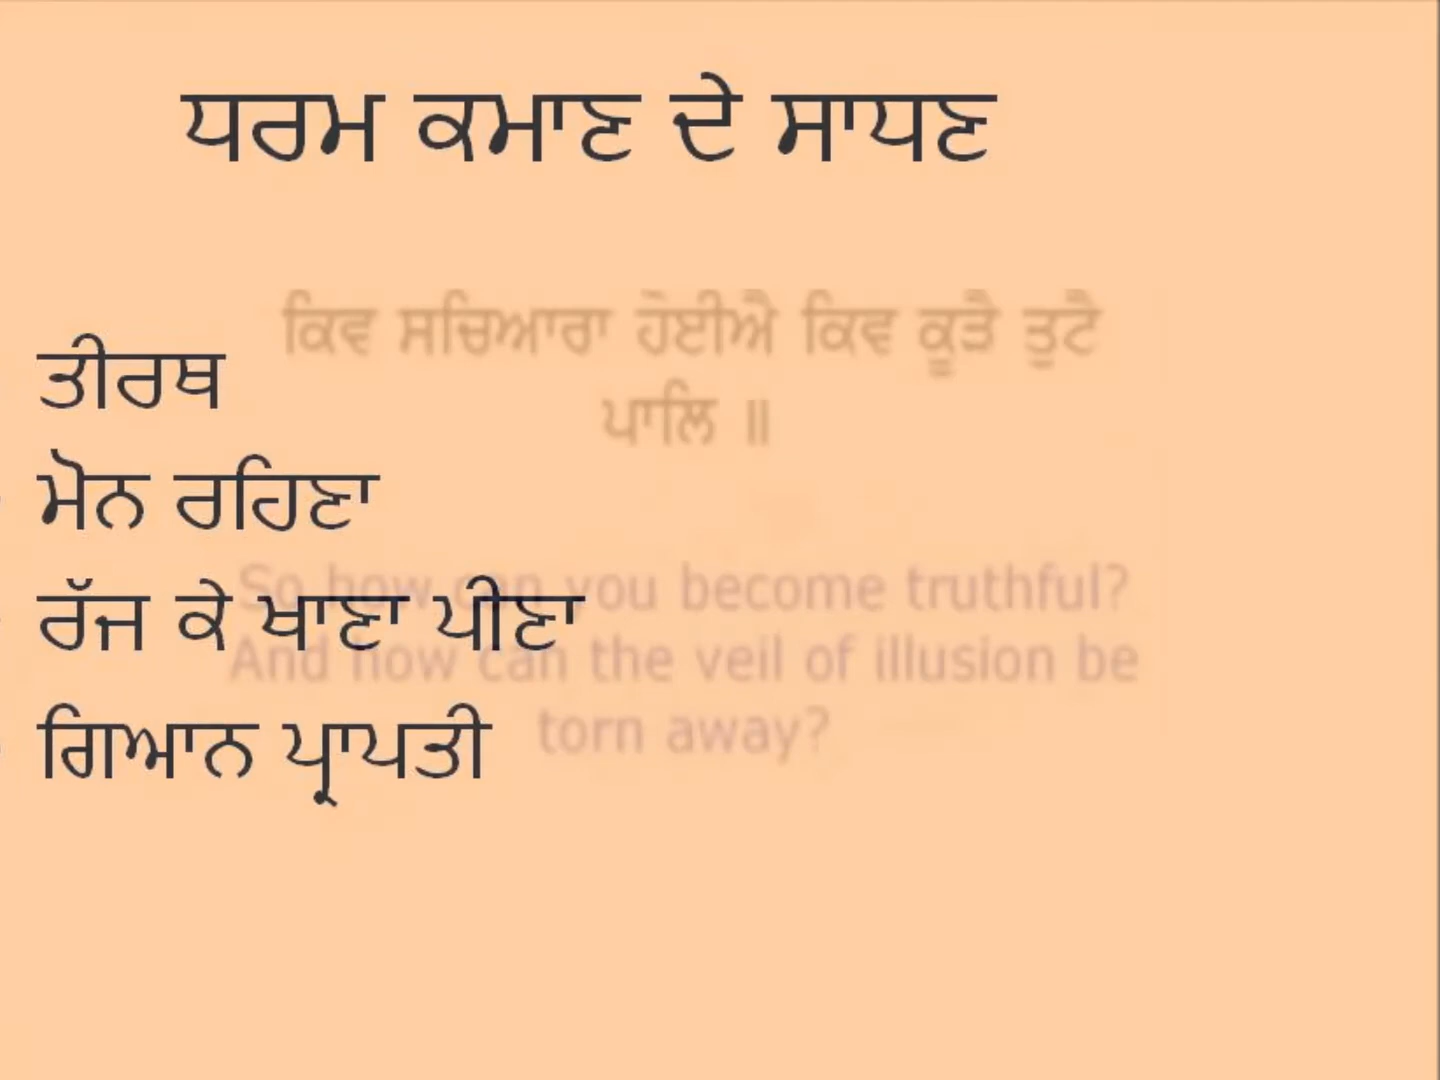 ਧਰਮ ਕਮਾਣ ਦੇ ਸਾਧਣ
ਕਿਵ ਸਚਿਆਰਾ ਹੋਈਐ ਕਿਵ ਕੂੜੈ ਤੁਟੈ
ਪਾਲਿ ॥
ਤੀਰਥ
ਮੋਨ ਰਹਿਣਾ
ਰੱਜ ਕੇ ਖਾਣਾ ਪੀਣਾ
ਗਿਆਨ ਪ੍ਰਾਪਤੀ
So how can you become truthful?
And how can the veil of illusion be
torn away?